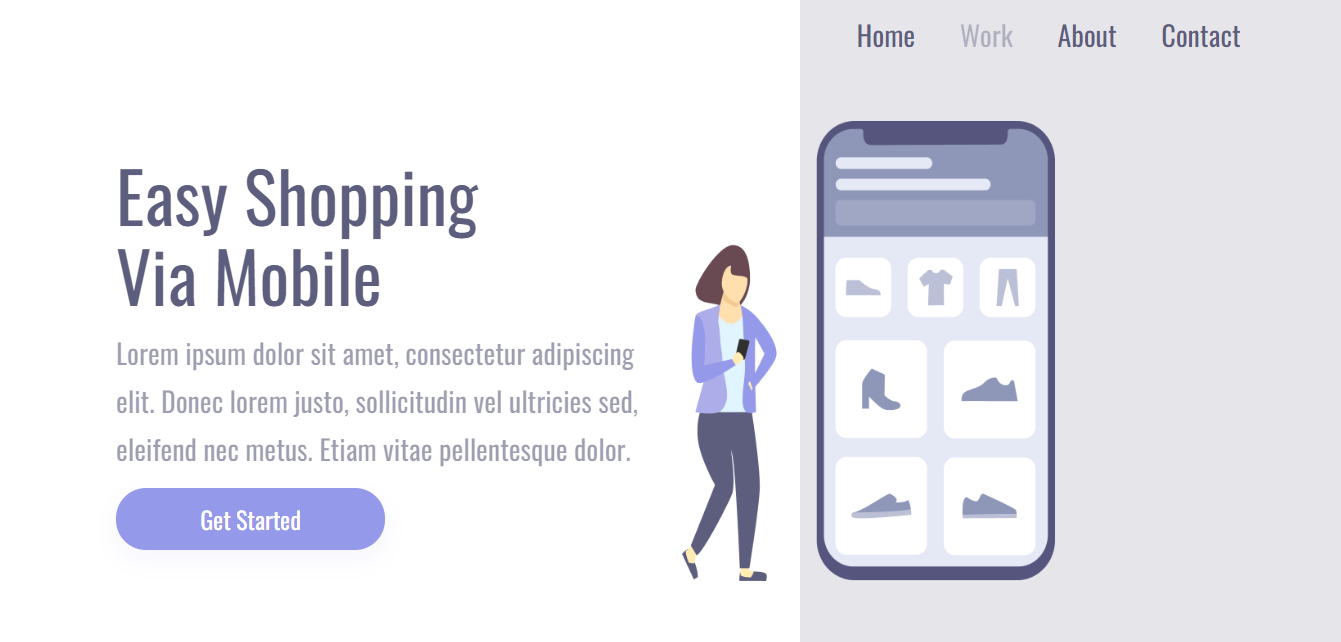 Home Work About Contact
Easy Shopping
Via Mobile
Lorem ipsum dolor sit amet, consectetur adipiscing
elit. Donec lorem justo, sollicitudin vel ultricies sed,
eleifend nec metus. Etiam vitae pellentesque dolor.
Get Started